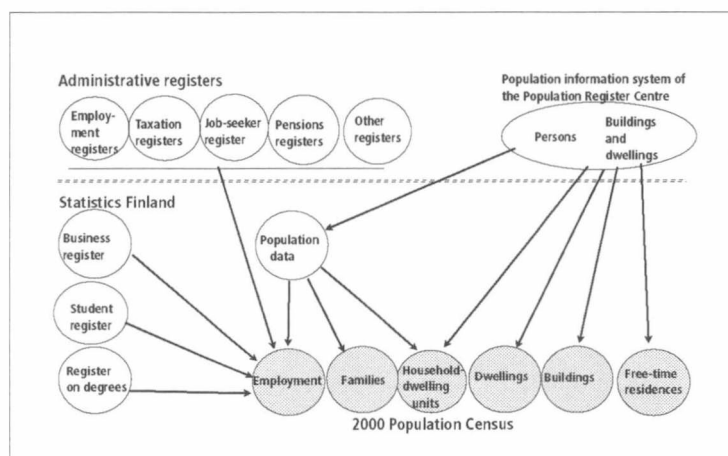 Administrative registers
Population information system of
the Population Register Centre
Employ-
ment
registers
Taxation
registers
Job-seeker
register
Pensions
registers
Other
registers
Persons
Buildings
and
dwellings
Statistics Finland
Business
register
Population
data
Student
register
Register
on degrees
Employment
Families
Household-
dwelling
units
Dwellings
Buildings
Free-time
residences
2000 Population Census